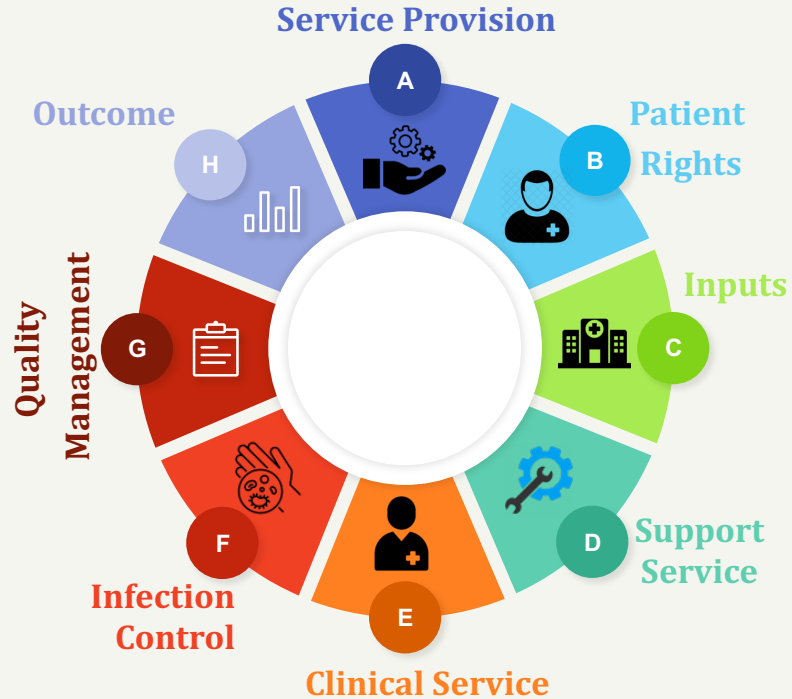 Service Provision
A
Patient
Rights
B
Inputs
C
Support
Service
D
Clinical Service
E
Infection
Control
F
Quality
Management
G
Outcome
H